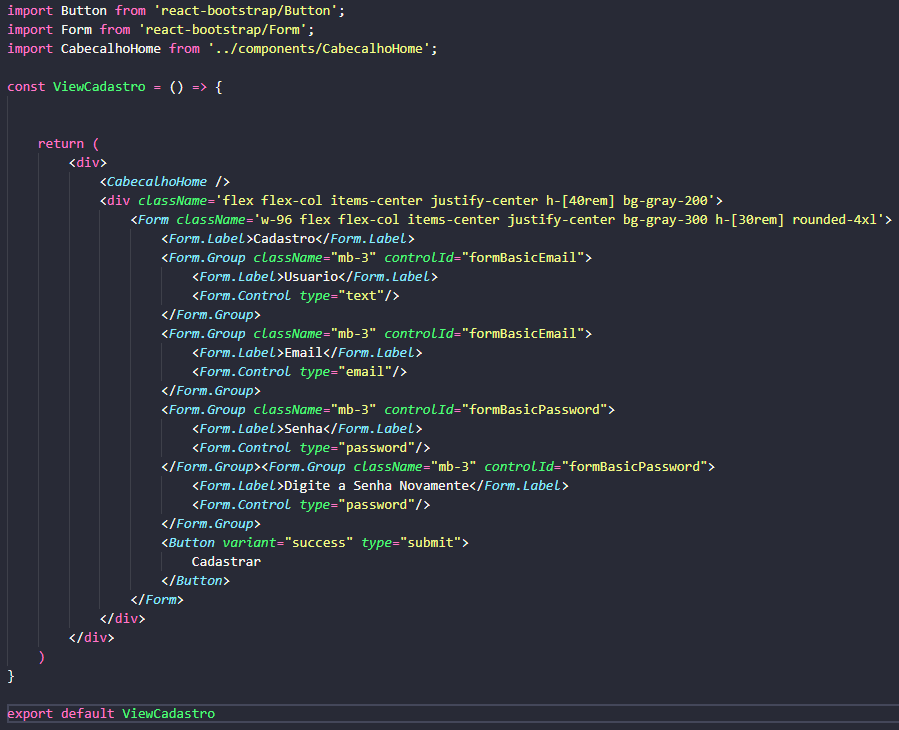 import Button from 'react-bootstrap/Button';
import Form from 'react-bootstrap/Form';
import CabecalhoHome from '../components/CabecalhoHome';

const ViewCadastro = () => {


    return (
        <div>
            <CabecalhoHome />
            <div className='flex flex-col items-center justify-center h-[40rem] bg-gray-200'>
                <Form className='w-96 flex flex-col items-center justify-center bg-gray-300 h-[30rem] rounded-4xl'>
                    <Form.Label>Cadastro</Form.Label>
                    <Form.Group className="mb-3" controlId="formBasicEmail">
                        <Form.Label>Usuario</Form.Label>
                        <Form.Control type="text"/>
                    </Form.Group>
                    <Form.Group className="mb-3" controlId="formBasicEmail">
                        <Form.Label>Email</Form.Label>
                        <Form.Control type="email"/>
                    </Form.Group>
                    <Form.Group className="mb-3" controlId="formBasicPassword">
                        <Form.Label>Senha</Form.Label>
                        <Form.Control type="password"/>
                    </Form.Group><Form.Group className="mb-3" controlId="formBasicPassword">
                        <Form.Label>Digite a Senha Novamente</Form.Label>
                        <Form.Control type="password"/>
                    </Form.Group>
                    <Button variant="success" type="submit">
                        Cadastrar
                    </Button>
                </Form>
            </div>
        </div>
    )
}

export default ViewCadastro